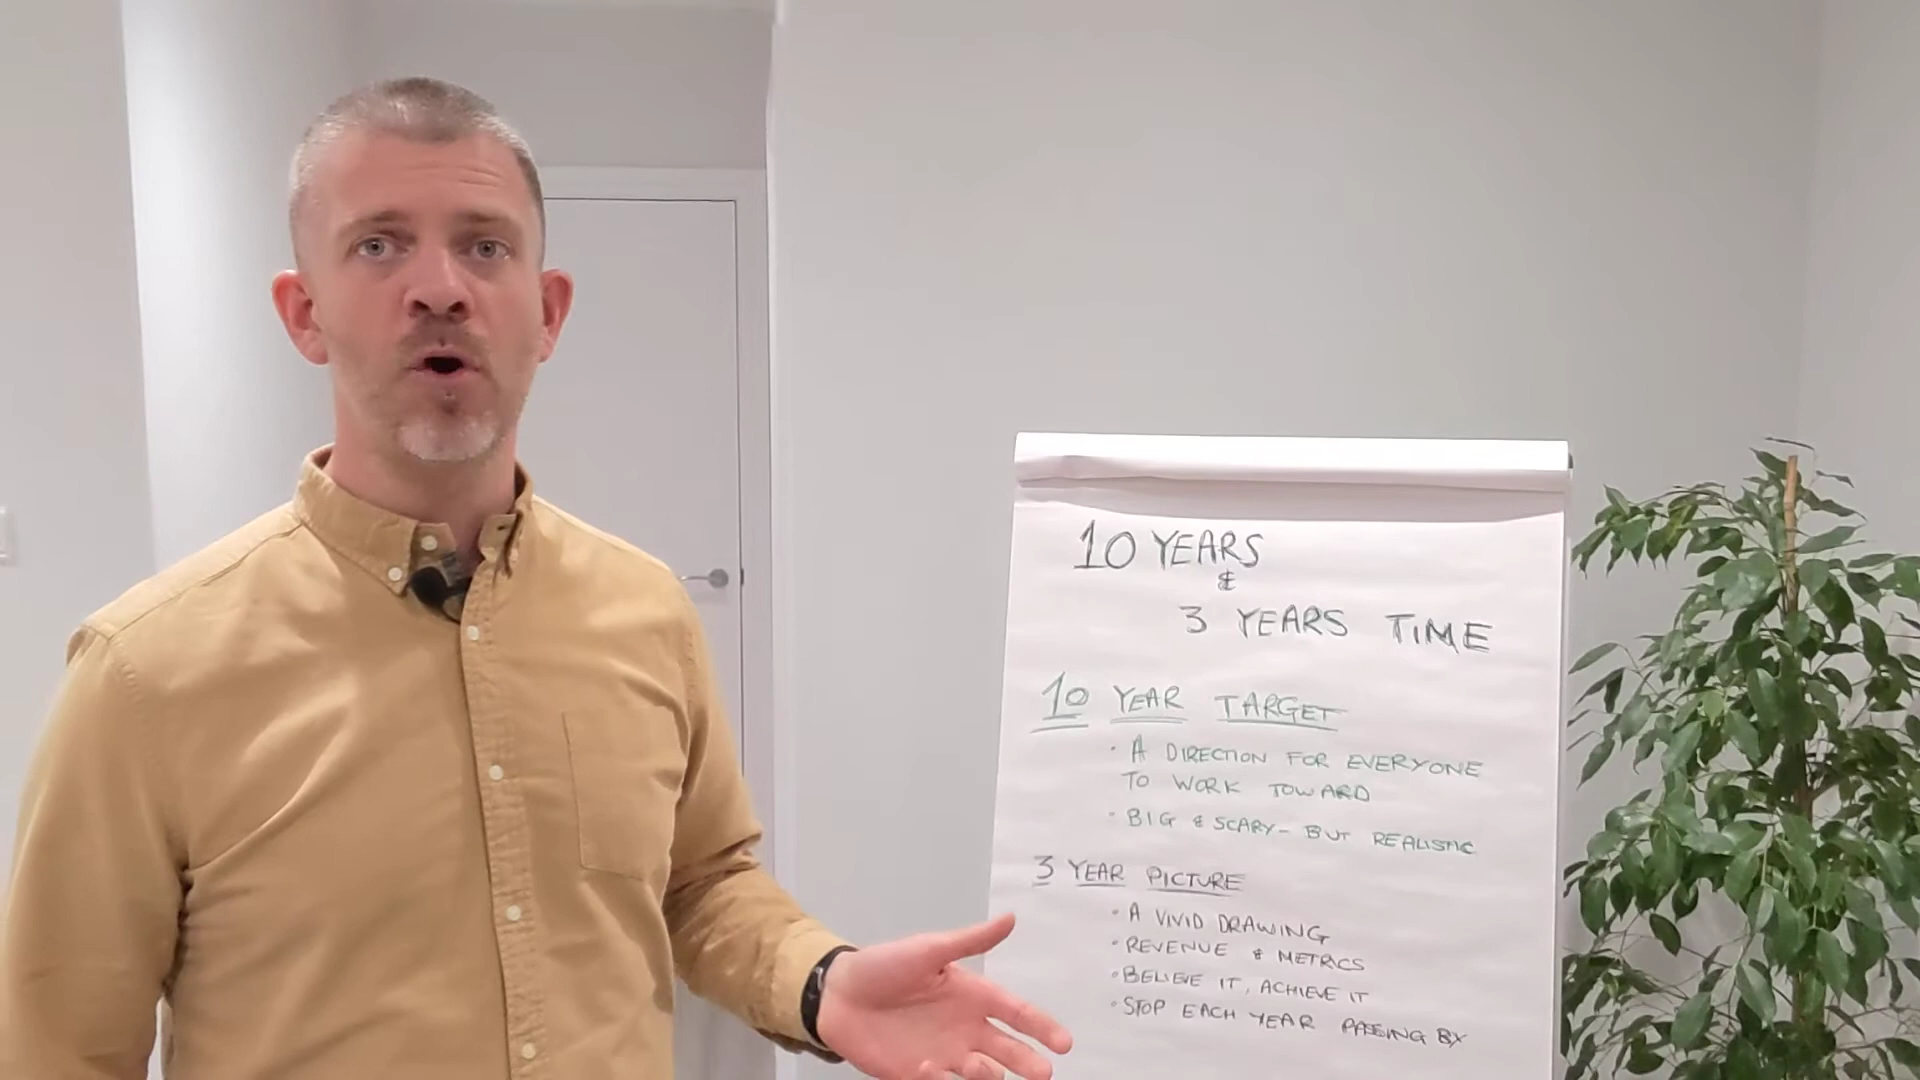 10 YEARS
&
3 YEARS TIME
10 YEAR TARGET
· A DIRECTION FOR EVERYONE
TO WORK TOWARD
· BIG & SCARY - BUT REALISTIC
3 YEAR PICTURE
· A VIVID DRAWING
· REVENUE & METRICS
· BELIEVE IT, ACHIEVE IT
· STOP EACH YEAR PASSING BY